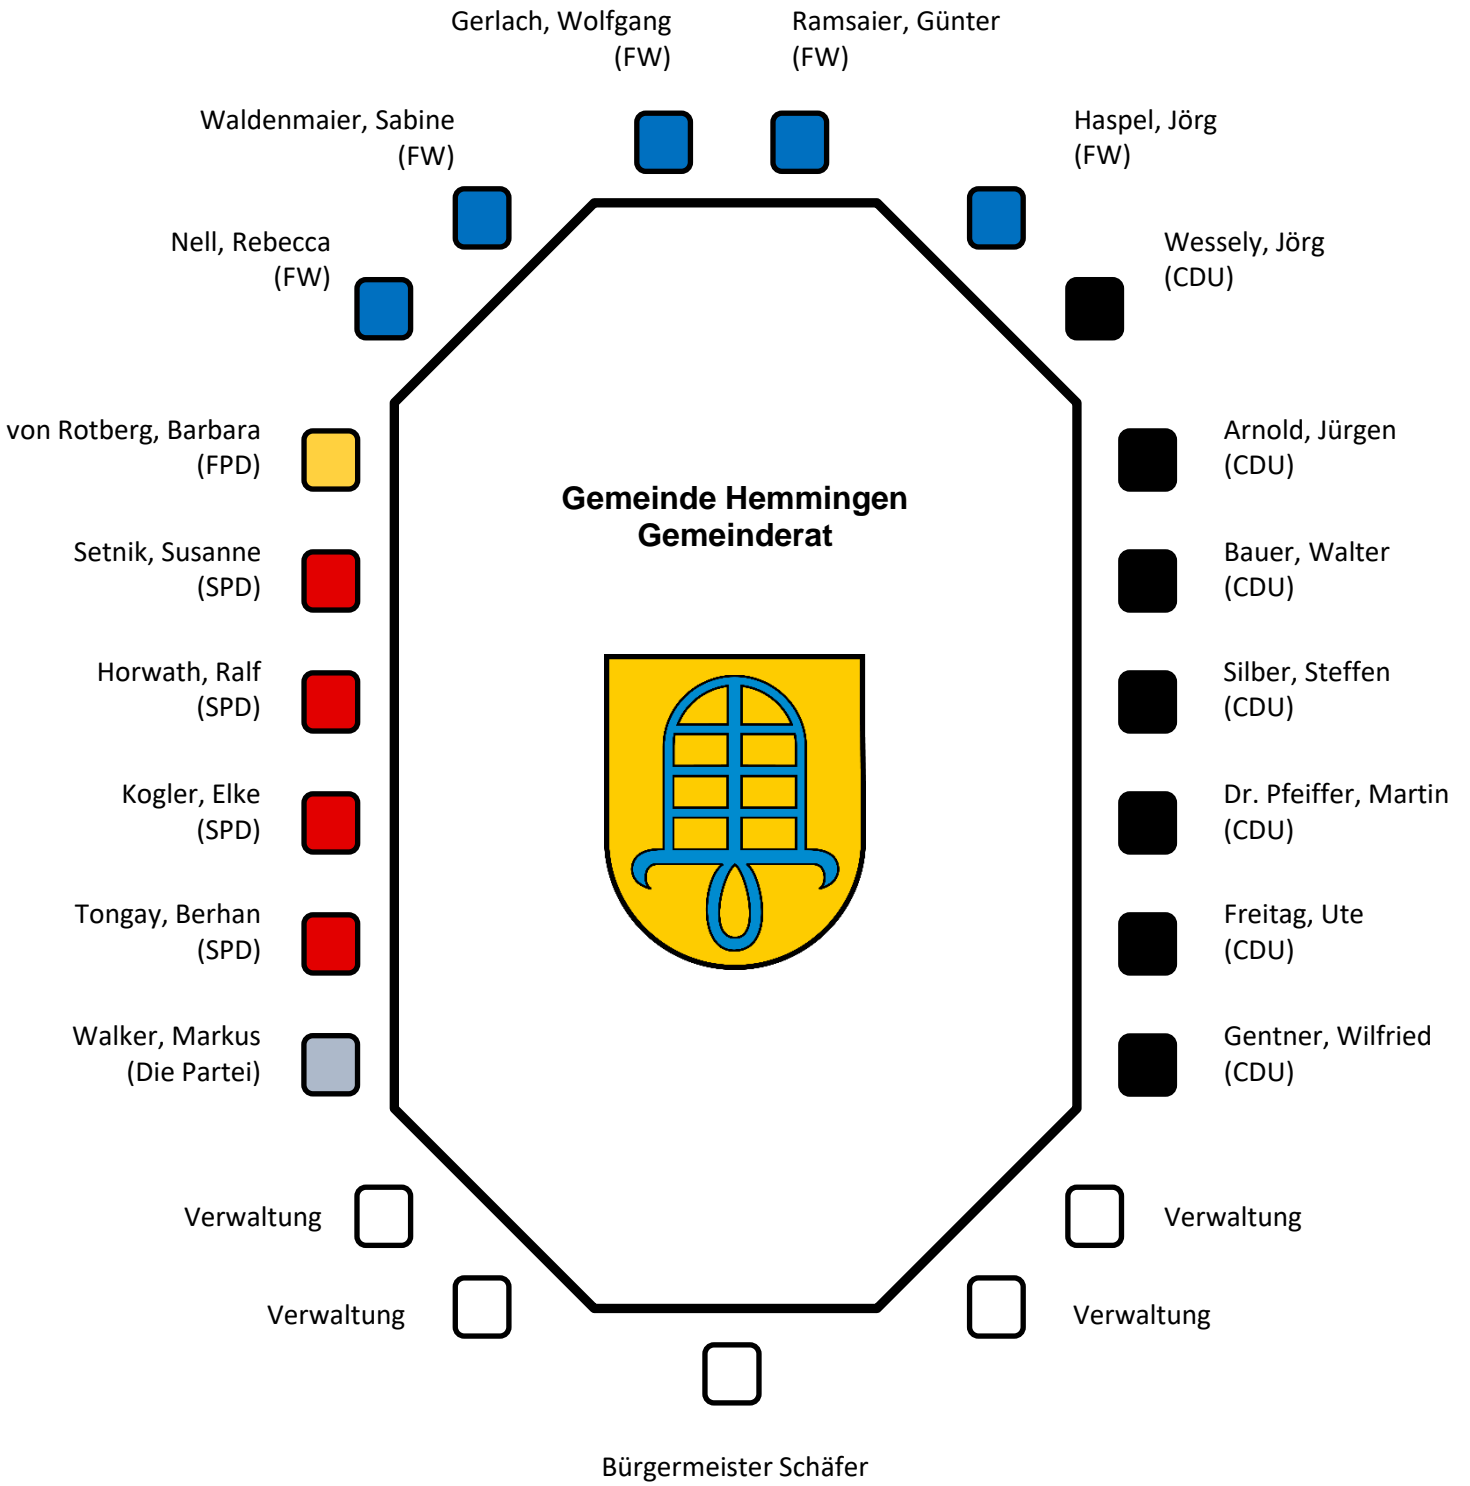 Gerlach, Wolfgang
(FW)
Ramsaier, Günter
(FW)
Waldenmaier, Sabine
(FW)
Haspel, Jörg
(FW)
Nell, Rebecca
(FW)
Wessely, Jörg
(CDU)
von Rotberg, Barbara
(FPD)
Arnold, Jürgen
(CDU)
Gemeinde Hemmingen
Gemeinderat
Setnik, Susanne
(SPD)
Bauer, Walter
(CDU)
Horwath, Ralf
(SPD)
Silber, Steffen
(CDU)
Kogler, Elke
(SPD)
Dr. Pfeiffer, Martin
(CDU)
Tongay, Berhan
(SPD)
Freitag, Ute
(CDU)
Walker, Markus
(Die Partei)
Gentner, Wilfried
(CDU)
Verwaltung
Verwaltung
Verwaltung
Verwaltung
Bürgermeister Schäfer